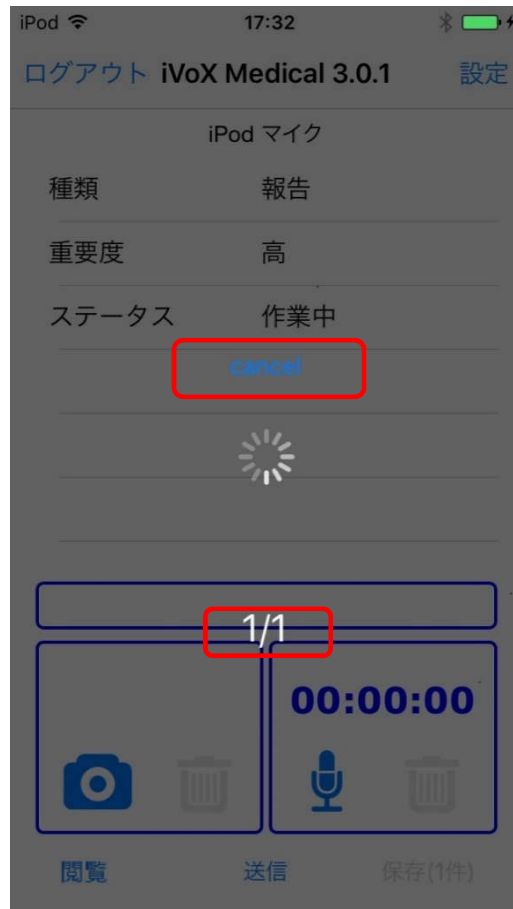 iPod 17:32
ログアウト iVoX Medical 3.0.1 設定
iPod マイク
種類 報告
重要度 高
ステータス 作業中
cancel
1/1
00:00:00
閲覧 送信 保存(1件)